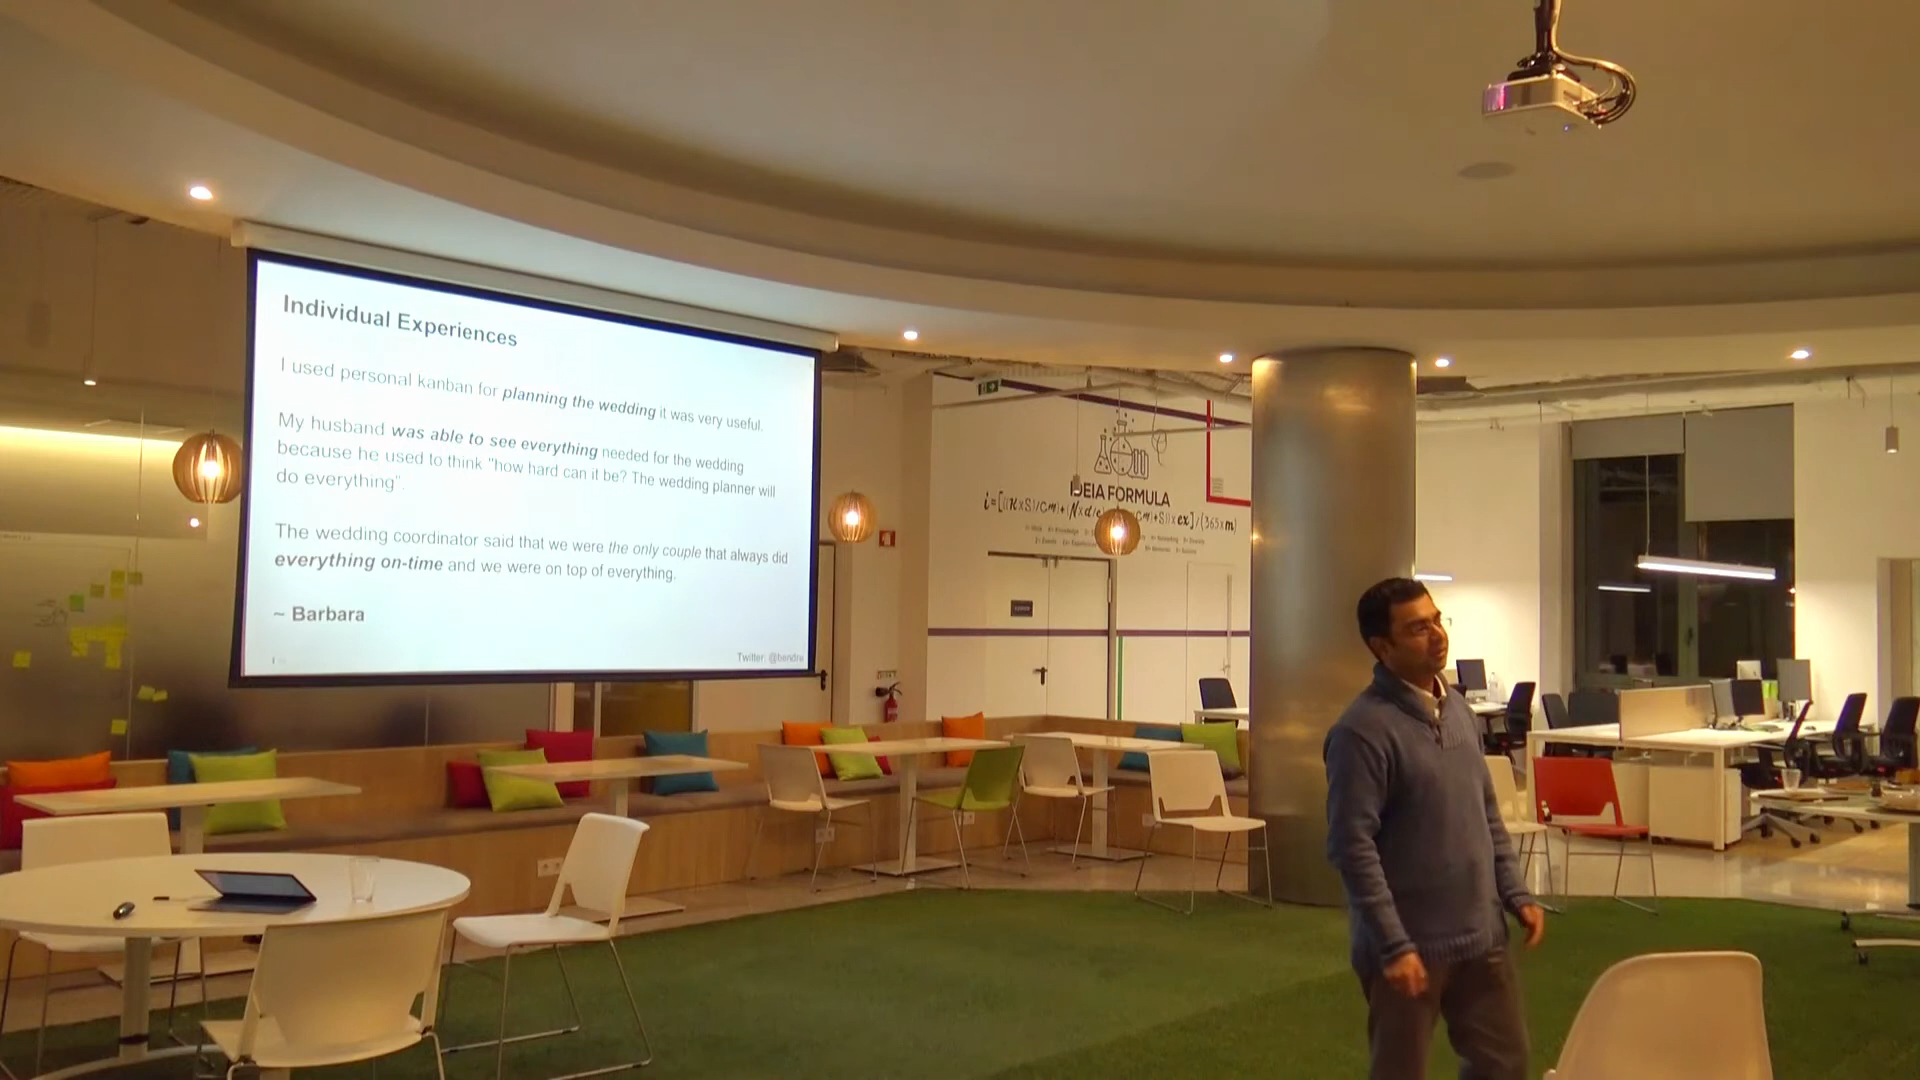 Individual Experiences
I used personal kanban for planning the wedding it was very useful.
My husband was able to see everything needed for the wedding
because he used to think "how hard can it be? The wedding planner will
do everything".
The wedding coordinator said that we were the only couple that always did
everything on-time and we were on top of everything.
~ Barbara
Twitter: @bendre
IDEIA FORMULA